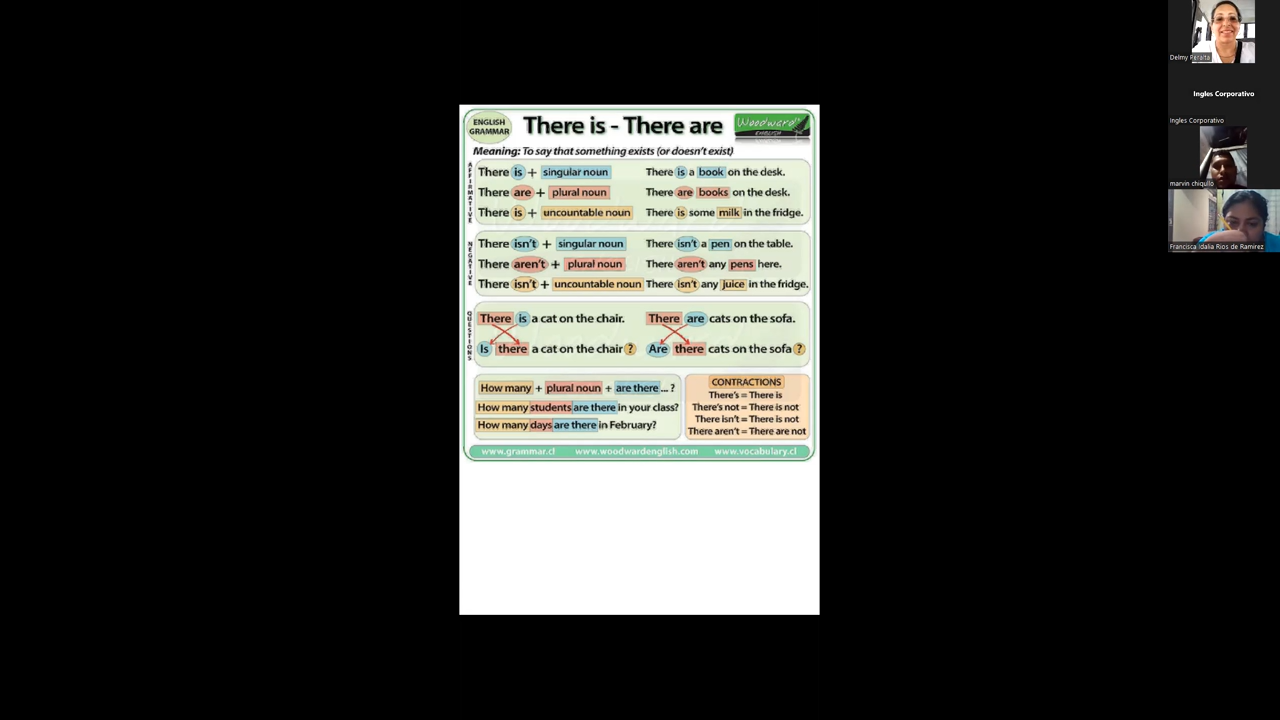 ENGLISH
GRAMMAR
There is - There are
Woodward
ENGLISH
Meaning: To say that something exists (or doesn't exist)
AFFIRMATIVE
There is + singular noun There is a book on the desk.
There are + plural noun There are books on the desk.
There is + uncountable noun There is some milk in the fridge.
NEGATIVE
There isn't + singular noun There isn't a pen on the table.
There aren't + plural noun There aren't any pens here.
There isn't + uncountable noun There isn't any juice in the fridge.
QUESTIONS
There is a cat on the chair. There are cats on the sofa.
Is there a cat on the chair ? Are there cats on the sofa ?
How many + plural noun + are there ... ?
How many students are there in your class?
How many days are there in February?
CONTRACTIONS
There's = There is
There's not = There is not
There isn't = There is not
There aren't = There are not
www.grammar.cl www.woodwardenglish.com www.vocabulary.cl
Delmy Peralta
Ingles Corporativo
Ingles Corporativo
marvin chiqullo
Francisca Idalia Rios de Ramirez